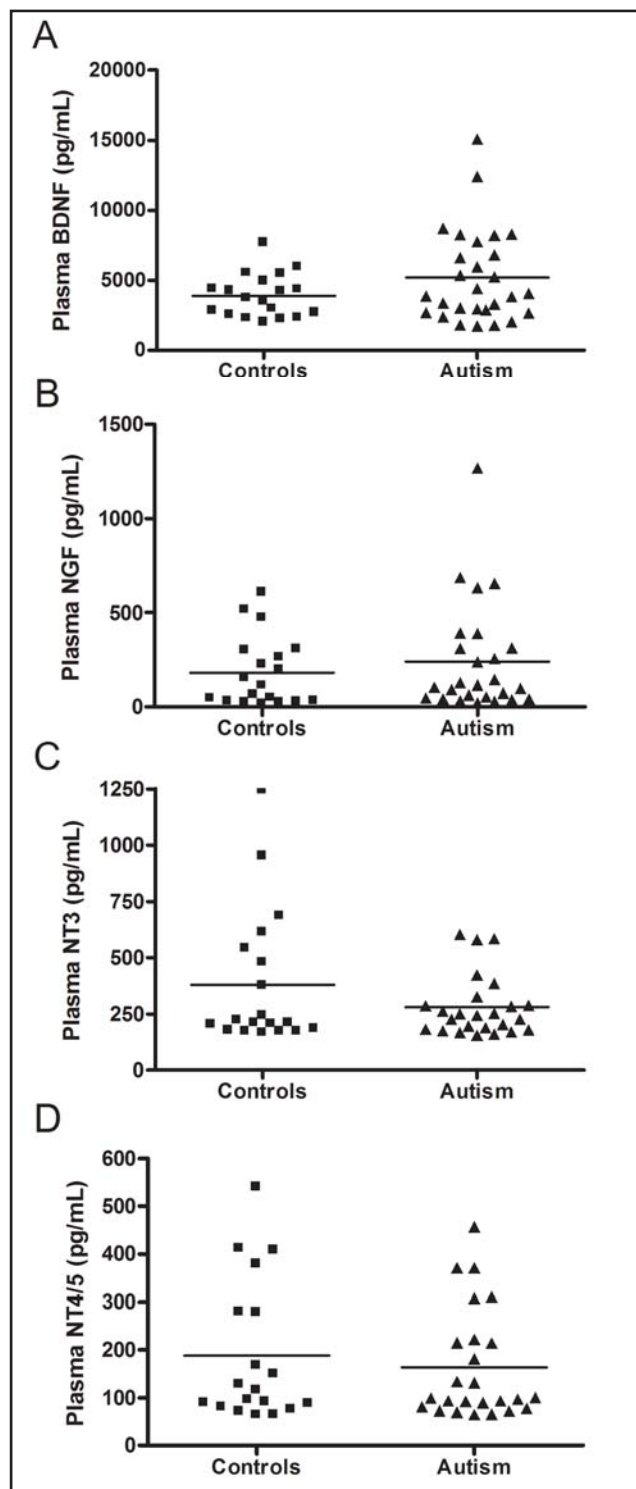 A
Plasma BDNF (pg/mL)
20000
15000
10000
5000
0
Controls Autism
B
Plasma NGF (pg/mL)
1500
1000
500
0
Controls Autism
C
Plasma NT3 (pg/mL)
1250
1000
750
500
250
0
Controls Autism
D
Plasma NT4/5 (pg/mL)
600
500
400
300
200
100
0
Controls Autism